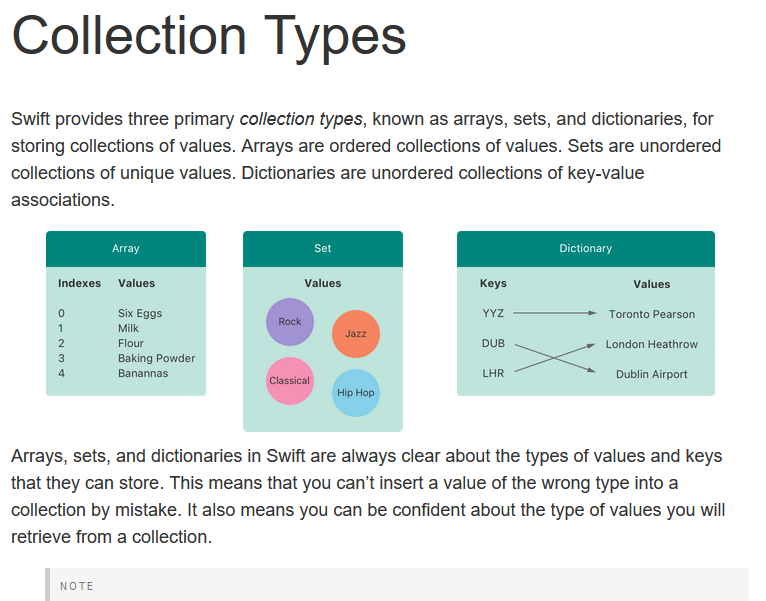 Collection Types
Swift provides three primary collection types, known as arrays, sets, and dictionaries, for
storing collections of values. Arrays are ordered collections of values. Sets are unordered
collections of unique values. Dictionaries are unordered collections of key-value
associations.
Array
Indexes Values
0 Six Eggs
1 Milk
2 Flour
3 Baking Powder
4 Banannas
Set
Values
Rock
Jazz
Classical
Hip Hop
Dictionary
Keys Values
YYZ Toronto Pearson
DUB London Heathrow
LHR Dublin Airport
Arrays, sets, and dictionaries in Swift are always clear about the types of values and keys
that they can store. This means that you can’t insert a value of the wrong type into a
collection by mistake. It also means you can be confident about the type of values you will
retrieve from a collection.
NOTE